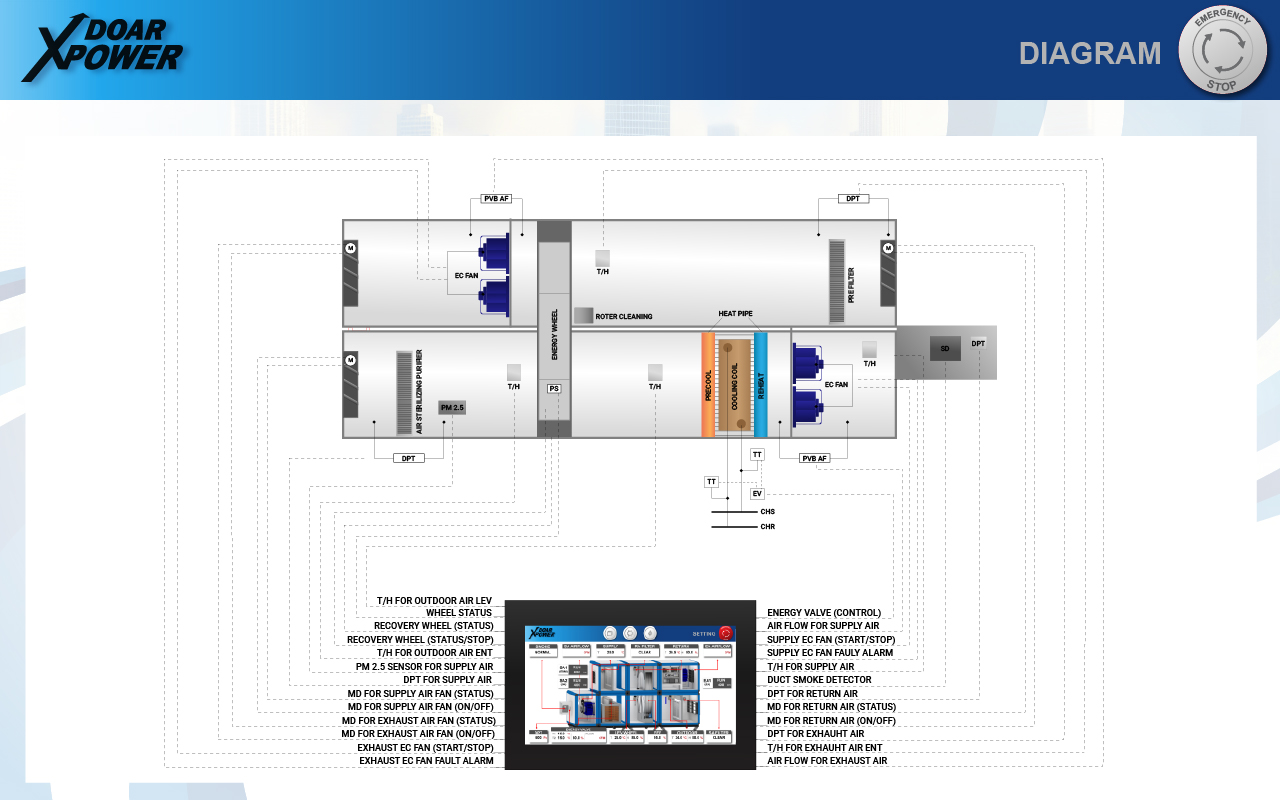 DOAR
XPOWER
DIAGRAM
EMERGENCY
STOP
PVB AF
DPT
M
M
EC FAN
T/H
PRE FILTER
ENERGY WHEEL
ROTER CLEANING
HEAT PIPE
SD
DPT
M
AIR STERILIZING PURIFIER
PM 2.5
T/H
PS
T/H
PRECOOL
COOLING COIL
REHEAT
EC FAN
T/H
DPT
PVB AF
TT
TT
EV
CHS
CHR
T/H FOR OUTDOOR AIR LEV
WHEEL STATUS
RECOVERY WHEEL (STATUS)
RECOVERY WHEEL (STATUS/STOP)
T/H FOR OUTDOOR AIR ENT
PM 2.5 SENSOR FOR SUPPLY AIR
DPT FOR SUPPLY AIR
MD FOR SUPPLY AIR FAN (STATUS)
MD FOR SUPPLY AIR FAN (ON/OFF)
MD FOR EXHAUST AIR FAN (STATUS)
MD FOR EXHAUST AIR FAN (ON/OFF)
EXHAUST EC FAN (START/STOP)
EXHAUST EC FAN FAULT ALARM
DOAR
XPOWER
SETTING
SUPPLY
RETURN
NORMAL
CLEAR
CLEAR
ENERGY VALVE (CONTROL)
AIR FLOW FOR SUPPLY AIR
SUPPLY EC FAN (START/STOP)
SUPPLY EC FAN FAULY ALARM
T/H FOR SUPPLY AIR
DUCT SMOKE DETECTOR
DPT FOR RETURN AIR
MD FOR RETURN AIR (STATUS)
MD FOR RETURN AIR (ON/OFF)
DPT FOR EXHAUHT AIR
T/H FOR EXHAUHT AIR ENT
AIR FLOW FOR EXHAUST AIR